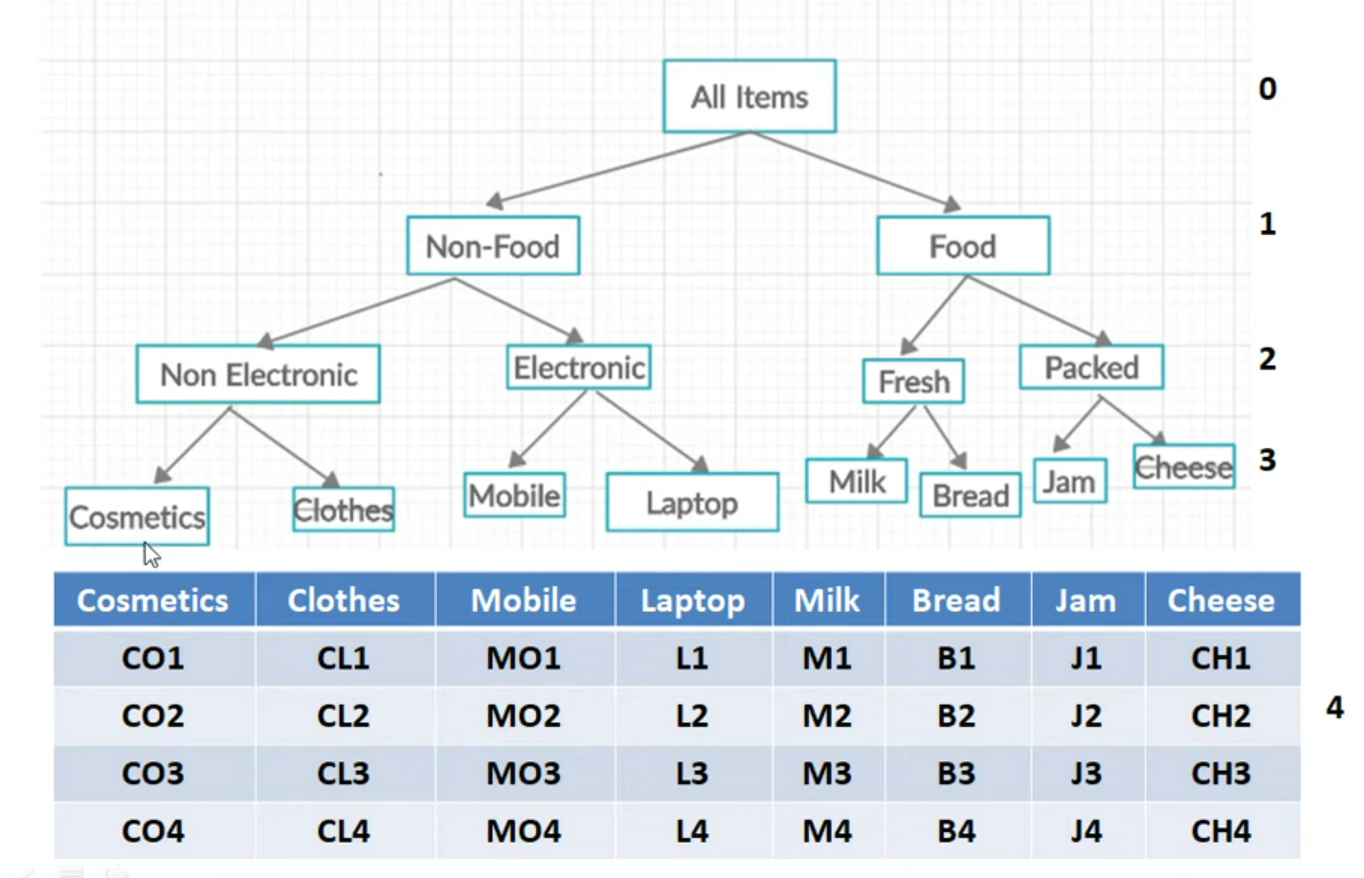 All Items
0
Non-Food
Food
1
Non Electronic
Electronic
Fresh
Packed
2
Cosmetics
Clothes
Mobile
Laptop
Milk
Bread
Jam
Cheese
3
Cosmetics Clothes Mobile Laptop Milk Bread Jam Cheese
CO1 CL1 MO1 L1 M1 B1 J1 CH1
CO2 CL2 MO2 L2 M2 B2 J2 CH2
4
CO3 CL3 MO3 L3 M3 B3 J3 CH3
CO4 CL4 MO4 L4 M4 B4 J4 CH4